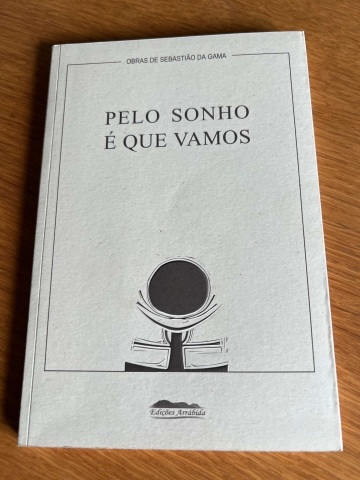 OBRAS DE SEBASTIÃO DA GAMA
PELO SONHO
É QUE VAMOS
Edições Arrábida